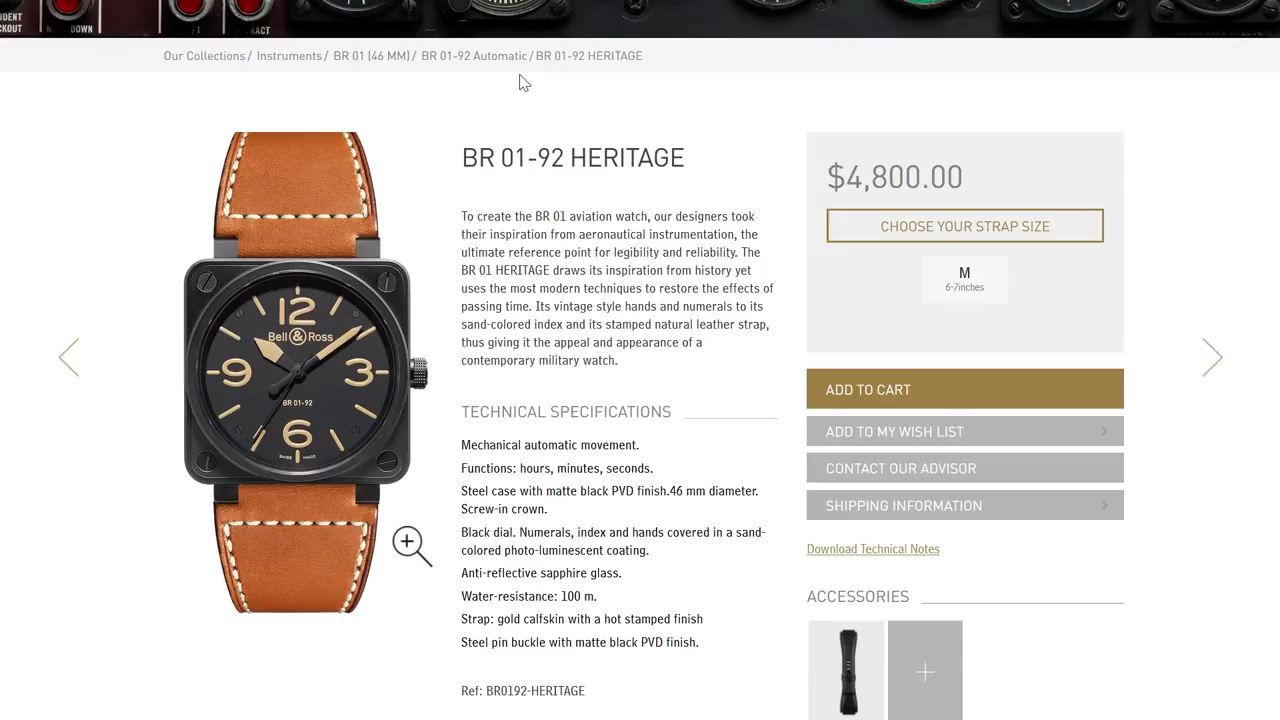 DENT
CKOUT
DOWN
Our Collections / Instruments / BR 01 (46 MM) / BR 01-92 Automatic / BR 01-92 HERITAGE
BR 01-92 HERITAGE
To create the BR 01 aviation watch, our designers took
their inspiration from aeronautical instrumentation, the
ultimate reference point for legibility and reliability. The
BR 01 HERITAGE draws its inspiration from history yet
uses the most modern techniques to restore the effects of
passing time. Its vintage style hands and numerals to its
sand-colored index and its stamped natural leather strap,
thus giving it the appeal and appearance of a
contemporary military watch.
TECHNICAL SPECIFICATIONS
Mechanical automatic movement.
Functions: hours, minutes, seconds.
Steel case with matte black PVD finish.46 mm diameter.
Screw-in crown.
Black dial. Numerals, index and hands covered in a sand-
colored photo-luminescent coating.
Anti-reflective sapphire glass.
Water-resistance: 100 m.
Strap: gold calfskin with a hot stamped finish
Steel pin buckle with matte black PVD finish.
Ref: BR0192-HERITAGE
12
Bell & Ross
9
3
BR 01-92
6
SWISS MADE
$4,800.00
CHOOSE YOUR STRAP SIZE
M
6-7inches
ADD TO CART
ADD TO MY WISH LIST
CONTACT OUR ADVISOR
SHIPPING INFORMATION
Download Technical Notes
ACCESSORIES